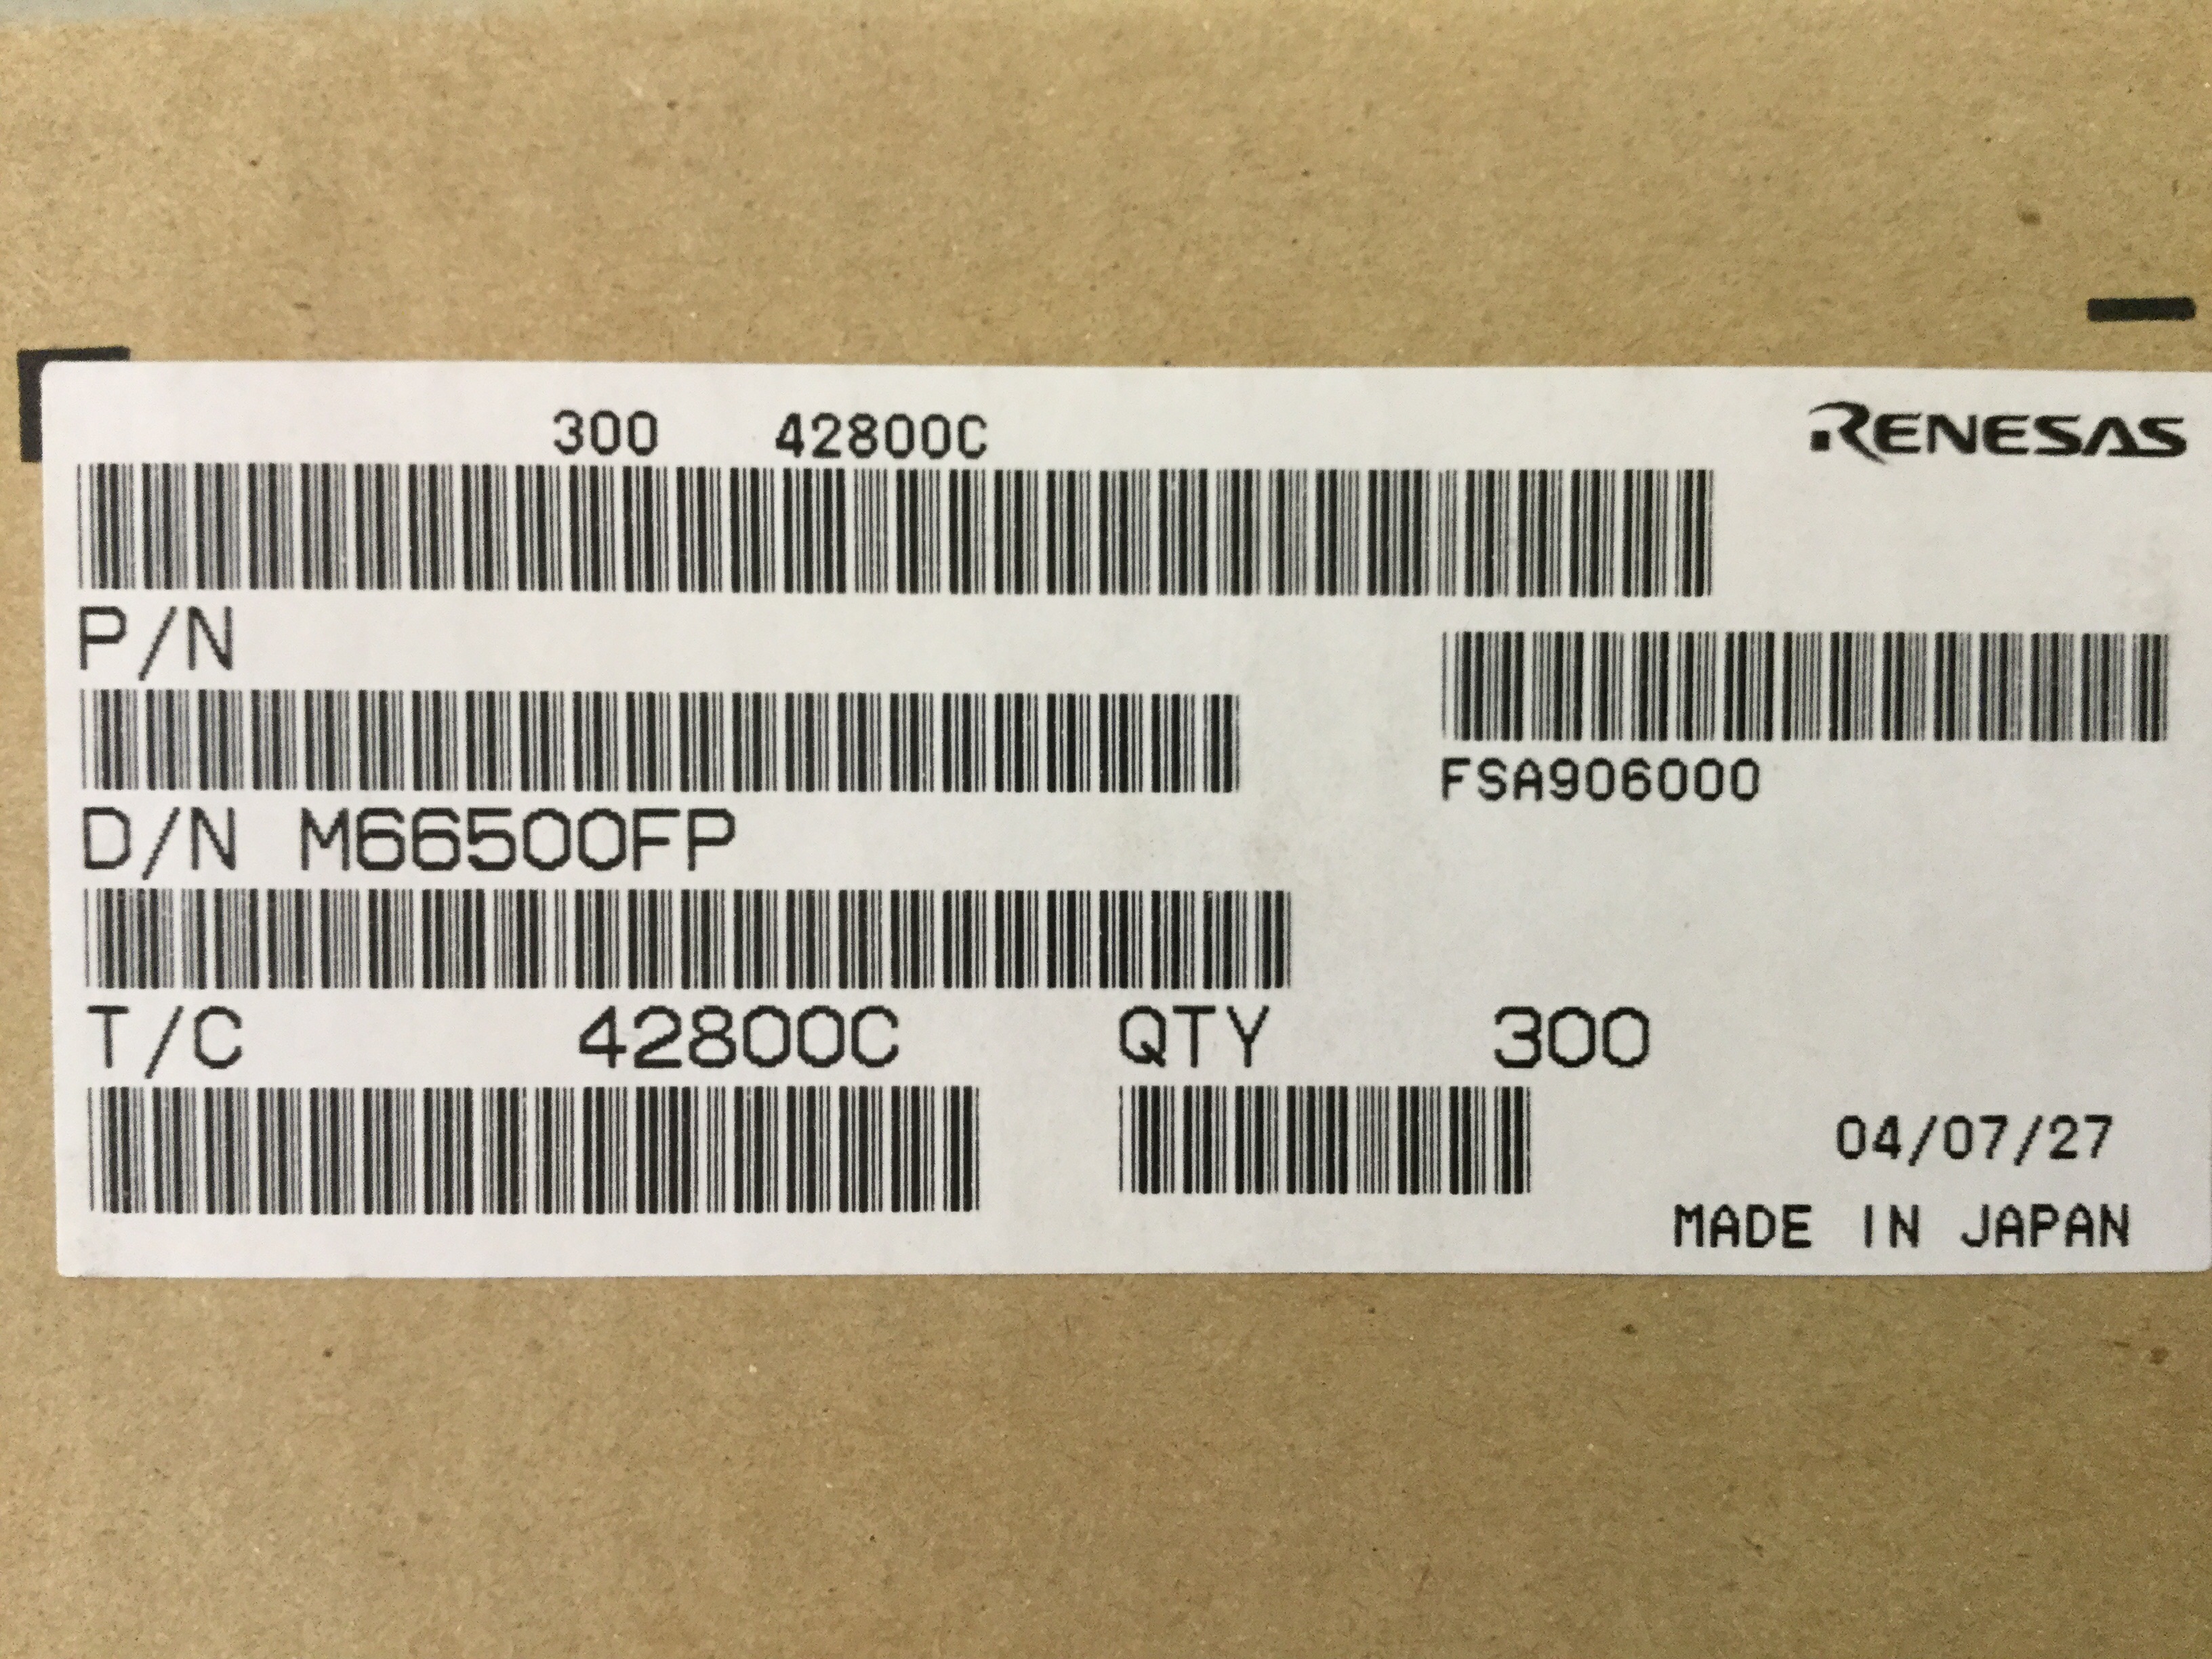 300 42800C
RENESAS
P/N
FSA906000
D/N M66500FP
T/C 42800C QTY 300
04/07/27
MADE IN JAPAN